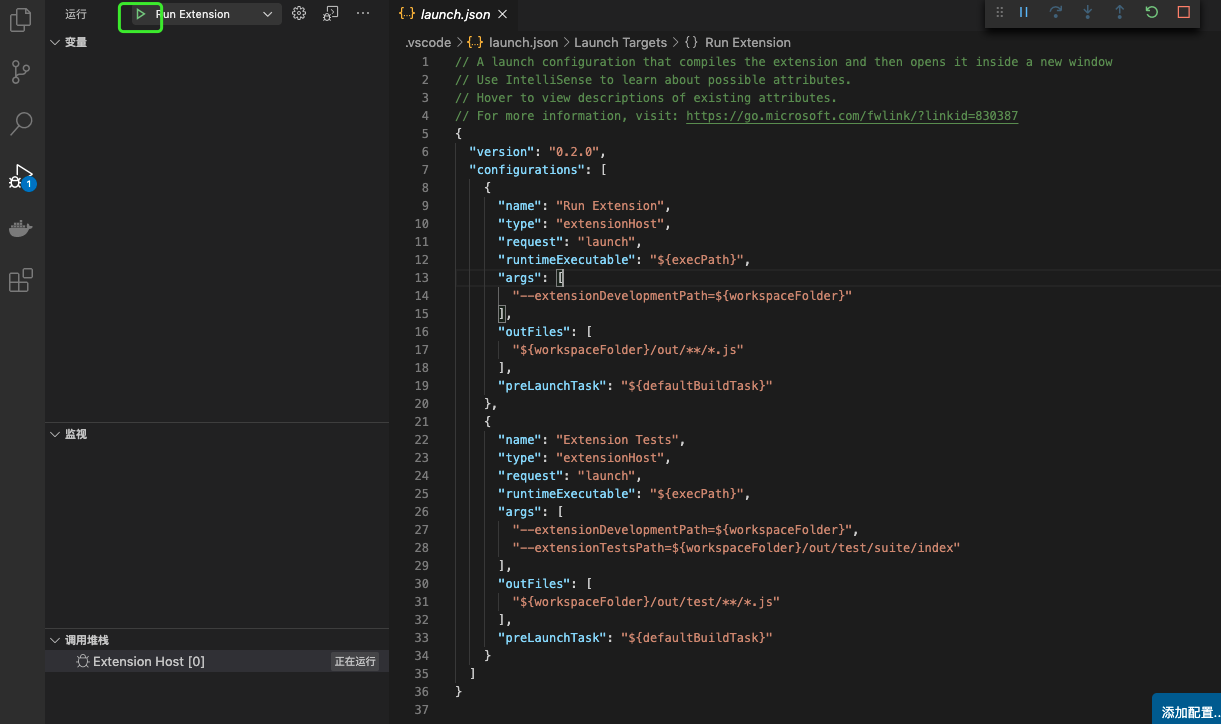 运行
Run Extension
变量
监视
调用堆栈
Extension Host [0]
正在运行
1
{..} launch.json
.vscode > {..} launch.json > Launch Targets > {} Run Extension
1 // A launch configuration that compiles the extension and then opens it inside a new window
2 // Use IntelliSense to learn about possible attributes.
3 // Hover to view descriptions of existing attributes.
4 // For more information, visit: https://go.microsoft.com/fwlink/?linkid=830387
5 {
6 "version": "0.2.0",
7 "configurations": [
8 {
9 "name": "Run Extension",
10 "type": "extensionHost",
11 "request": "launch",
12 "runtimeExecutable": "${execPath}",
13 "args": [
14 "--extensionDevelopmentPath=${workspaceFolder}"
15 ],
16 "outFiles": [
17 "${workspaceFolder}/out/**/*.js"
18 ],
19 "preLaunchTask": "${defaultBuildTask}"
20 },
21 {
22 "name": "Extension Tests",
23 "type": "extensionHost",
24 "request": "launch",
25 "runtimeExecutable": "${execPath}",
26 "args": [
27 "--extensionDevelopmentPath=${workspaceFolder}",
28 "--extensionTestsPath=${workspaceFolder}/out/test/suite/index"
29 ],
30 "outFiles": [
31 "${workspaceFolder}/out/test/**/*.js"
32 ],
33 "preLaunchTask": "${defaultBuildTask}"
34 }
35 ]
36 }
37
添加配置..